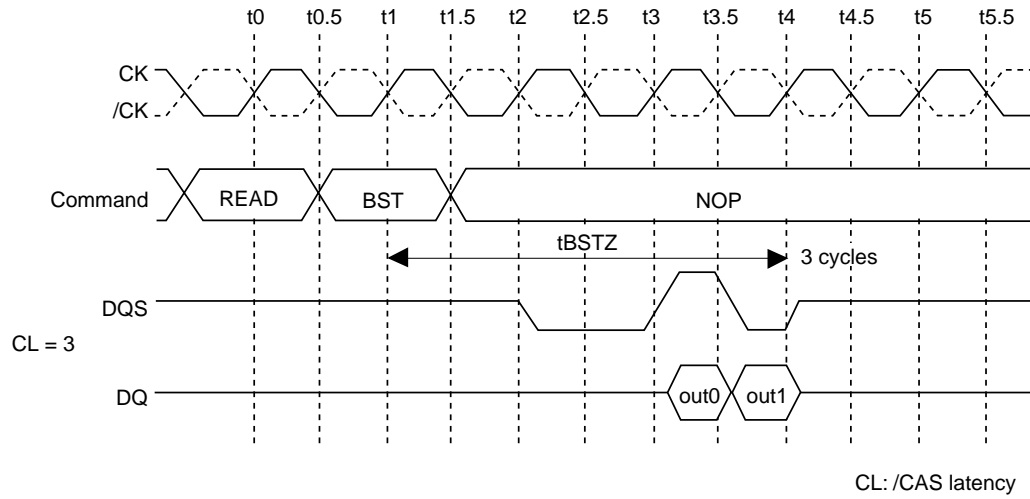 t0 t0.5 t1 t1.5 t2 t2.5 t3 t3.5 t4 t4.5 t5 t5.5
CK
/CK
Command READ BST NOP
tBSTZ 3 cycles
DQS
CL = 3
DQ out0 out1
CL: /CAS latency